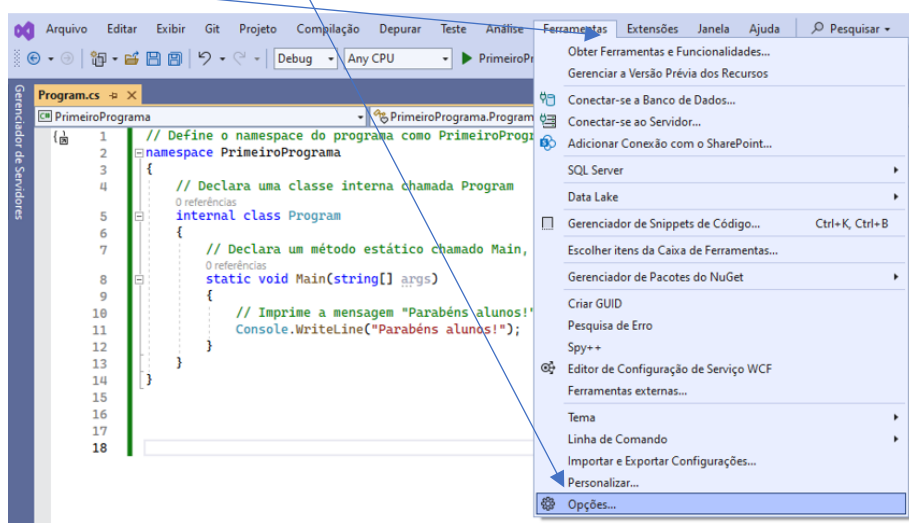 Arquivo Editar Exibir Git Projeto Compilação Depurar Teste Análise Ferramentas Extensões Janela Ajuda Pesquisar
Debug Any CPU PrimeiroPr
Gerenciador de Servidores
Program.cs
PrimeiroPrograma PrimeiroPrograma.Program
1 // Define o namespace do programa como PrimeiroProgr
2 namespace PrimeiroPrograma
3 {
4 // Declara uma classe interna chamada Program
0 referências
5 internal class Program
6 {
7 // Declara um método estático chamado Main,
0 referências
8 static void Main(string[] args)
9 {
10 // Imprime a mensagem "Parabéns alunos!"
11 Console.WriteLine("Parabéns alunos!");
12 }
13 }
14 }
15
16
17
18
Obter Ferramentas e Funcionalidades...
Gerenciar a Versão Prévia dos Recursos
Conectar-se a Banco de Dados...
Conectar-se ao Servidor...
Adicionar Conexão com o SharePoint...
SQL Server
Data Lake
Gerenciador de Snippets de Código... Ctrl+K, Ctrl+B
Escolher itens da Caixa de Ferramentas...
Gerenciador de Pacotes do NuGet
Criar GUID
Pesquisa de Erro
Spy++
Editor de Configuração de Serviço WCF
Ferramentas externas...
Tema
Linha de Comando
Importar e Exportar Configurações...
Personalizar...
Opções...